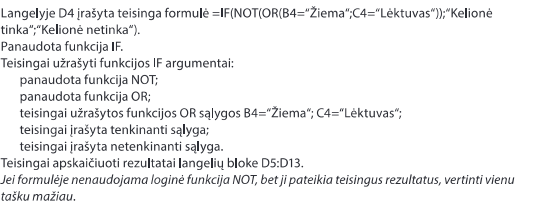 Langelyje D4 įrašyta teisinga formulė =IF(NOT(OR(B4="Žiema";C4="Lėktuvas"));"Kelionė
tinka";"Kelionė netinka").
Panaudota funkcija IF.
Teisingai užrašyti funkcijos IF argumentai:
panaudota funkcija NOT;
panaudota funkcija OR;
teisingai užrašytos funkcijos OR sąlygos B4="Žiema"; C4="Lėktuvas";
teisingai įrašyta tenkinanti sąlyga;
teisingai įrašyta netenkinanti sąlyga.
Teisingai apskaičiuoti rezultatai langelių bloke D5:D13.
Jei formulėje nenaudojama loginė funkcija NOT, bet ji pateikia teisingus rezultatus, vertinti vienu
tašku mažiau.